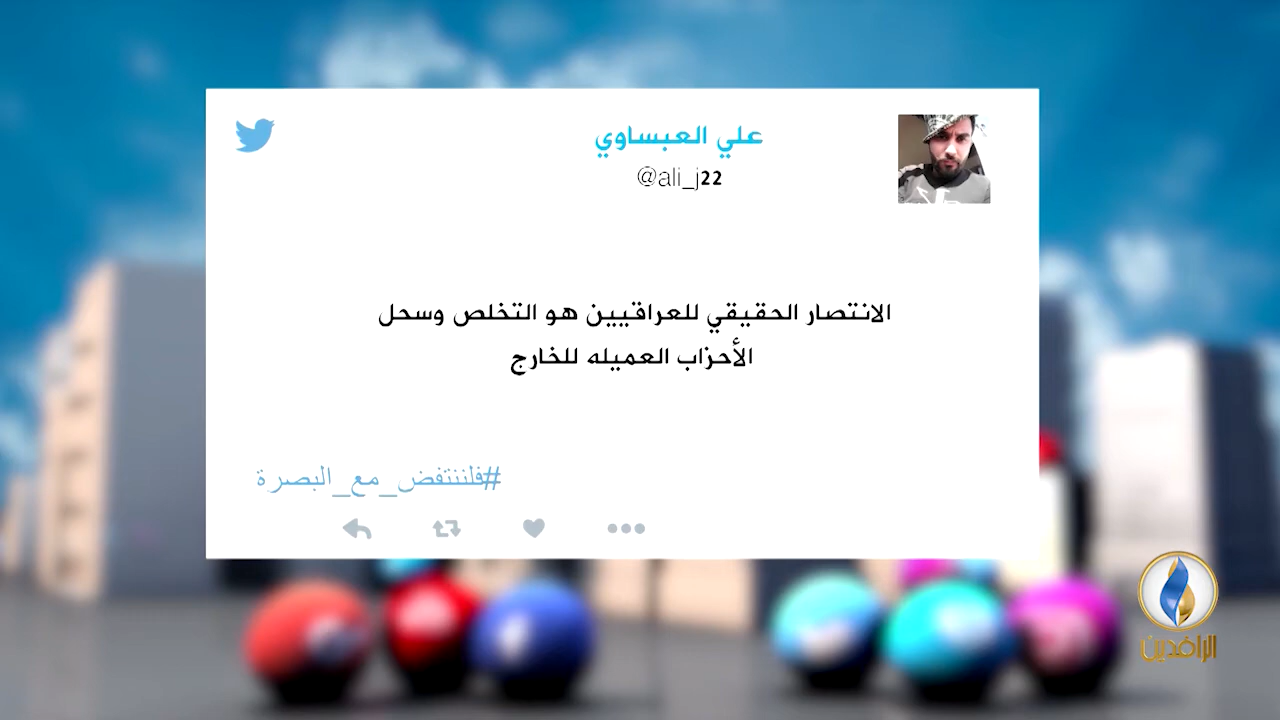 علي العبساوي
@ali_j22
الانتصار الحقيقي للعراقيين هو التخلص وسحل
الأحزاب العميله للخارج
#فلننتفض_مع_البصرة
الرافدين